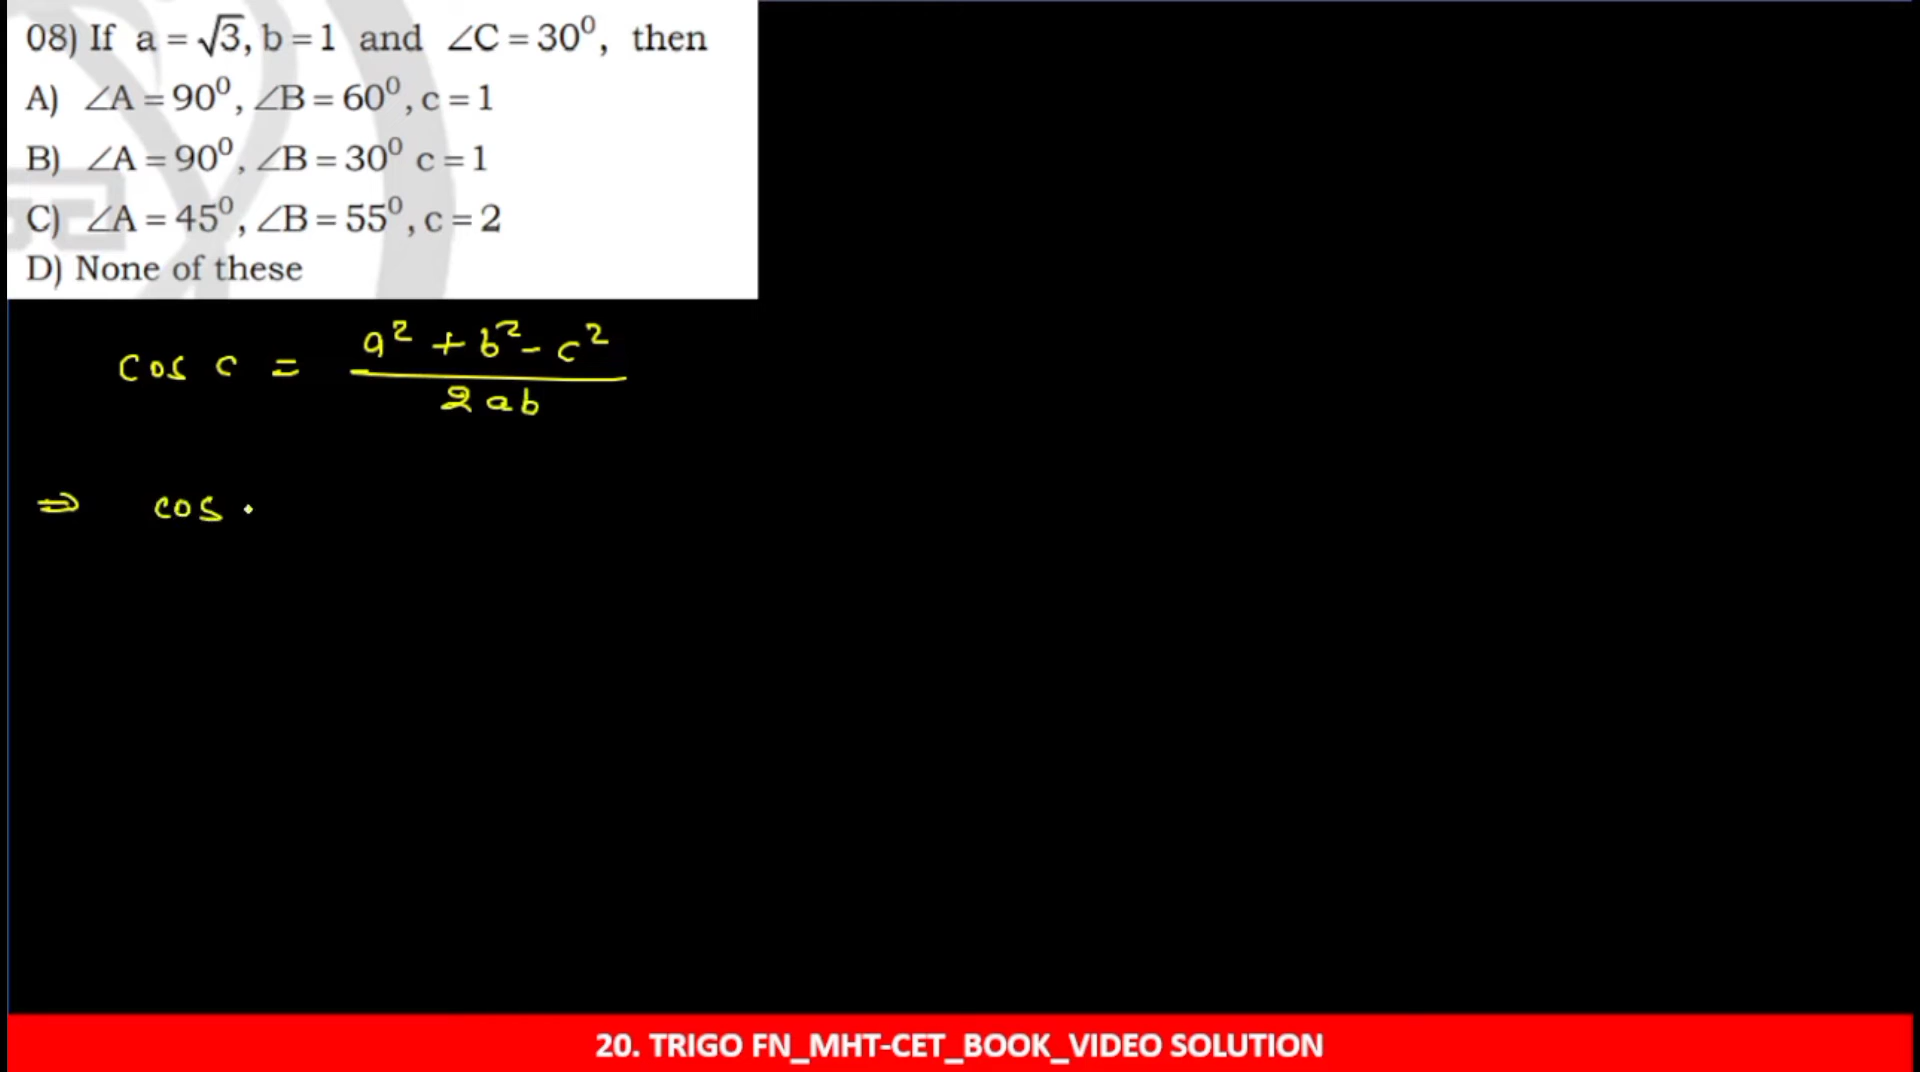 08) If a = √3, b = 1 and ∠C = 30⁰, then
A) ∠A = 90⁰, ∠B = 60⁰, c = 1
B) ∠A = 90⁰, ∠B = 30⁰ c = 1
C) ∠A = 45⁰, ∠B = 55⁰, c = 2
D) None of these
cos c = (a² + b² - c²) / 2ab
⇒ cos
20. TRIGO FN_MHT-CET_BOOK_VIDEO SOLUTION